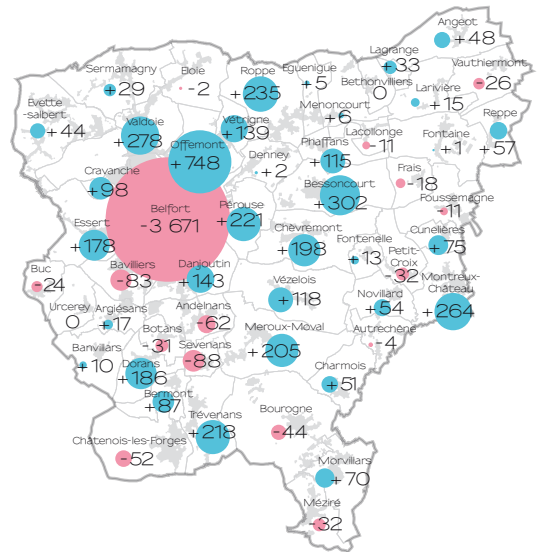 Angeot
+48
Lagrange
+33
Vauthiermont
-26
Sermamagny
+29
Boie
-2
Roppe
+235
Eguenigue
+5
Bethonvilliers
0
Larivière
+15
Evette
-salbert
+44
Valdoie
+278
Vétrigne
+139
Menoncourt
+6
Lacollonge
-11
Fontaine
+1
Reppe
+57
Offemont
+748
Denney
+2
Phaffans
+115
Cravanche
+98
Bessoncourt
+302
Frais
-18
Foussemagne
-11
Belfort
-3 671
Pérouse
+221
Essert
+178
Chèvremont
+198
Fontenelle
+13
Cunelières
+75
Petit-
Croix
-32
Montreux-
Château
+264
Buc
-24
Bavilliers
-83
Danjoutin
+143
Vézelois
+118
Novillard
+54
Urcerey
0
Argiésans
+17
Andelnans
-62
Autrechêne
-4
Botans
-31
Sevenans
-88
Meroux-Moval
+205
Banvillars
+10
Dorans
+186
Charmois
+51
Bermont
+87
Trévenans
+218
Bourogne
-44
Châtenois-les-Forges
-52
Morvillars
+70
Méziré
-32